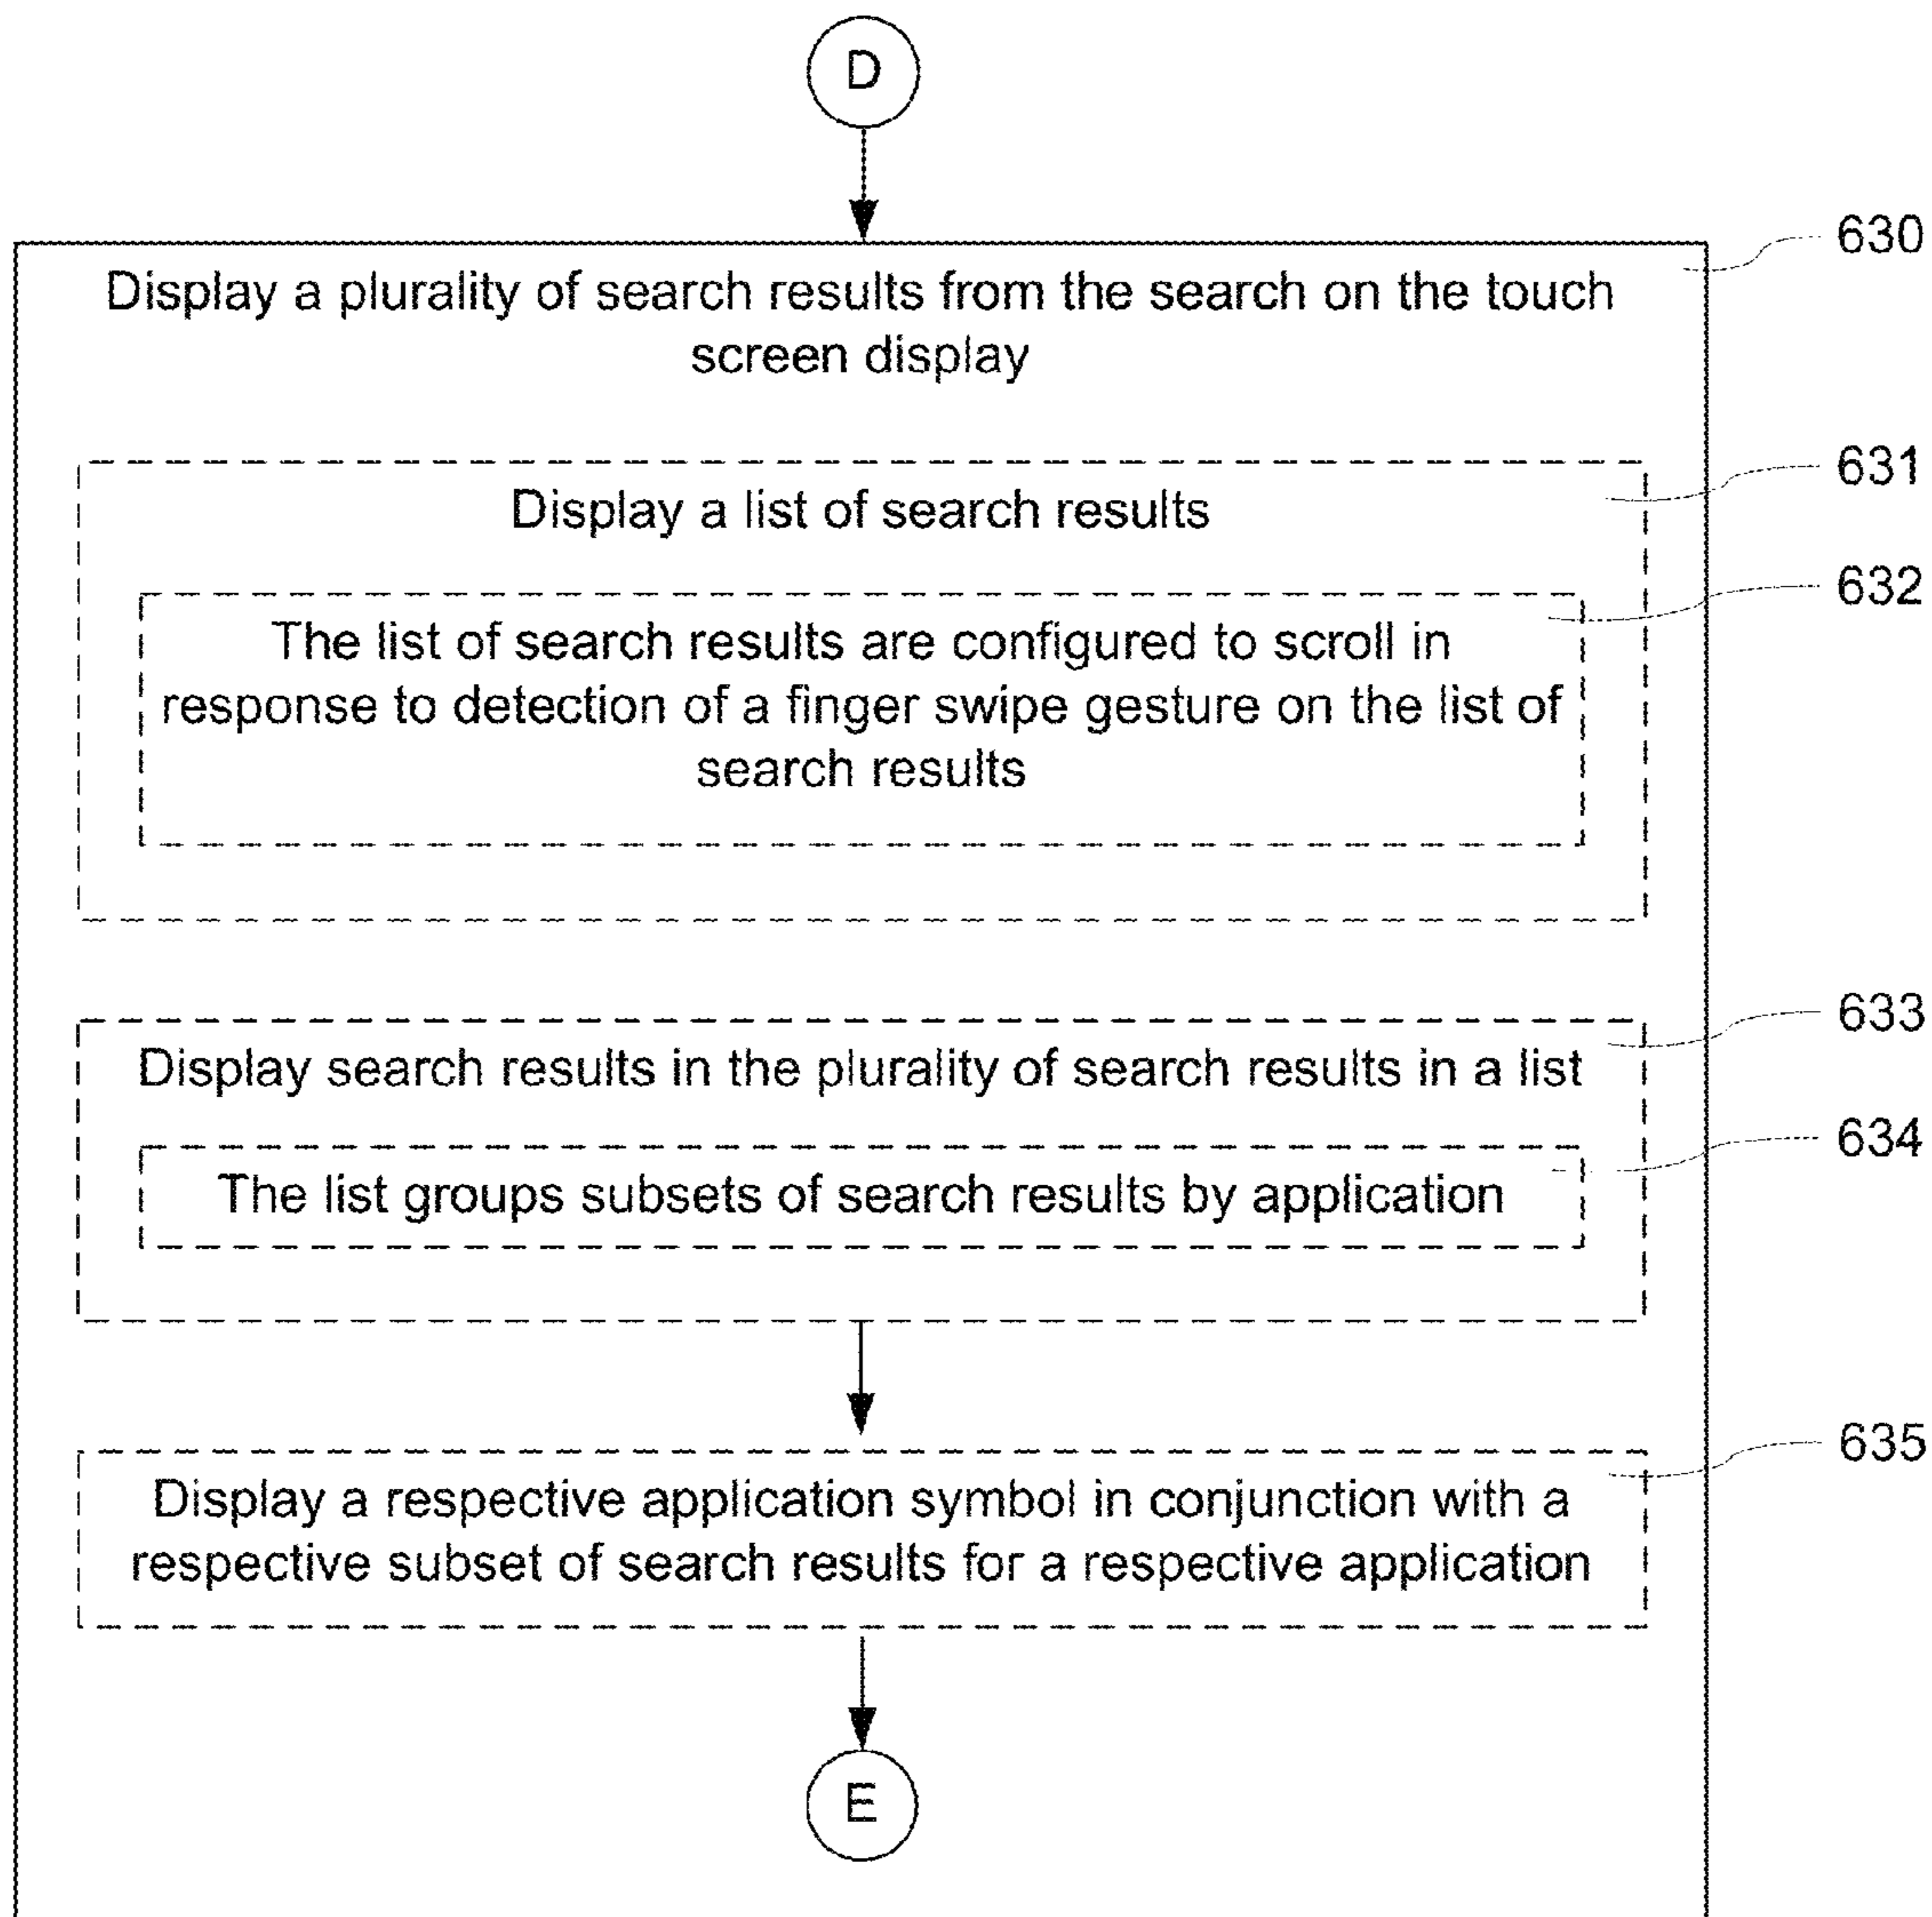 D
630
Display a plurality of search results from the search on the touch
screen display
631
Display a list of search results
632
The list of search results are configured to scroll in
response to detection of a finger swipe gesture on the list of
search results
633
Display search results in the plurality of search results in a list
634
The list groups subsets of search results by application
635
Display a respective application symbol in conjunction with a
respective subset of search results for a respective application
E